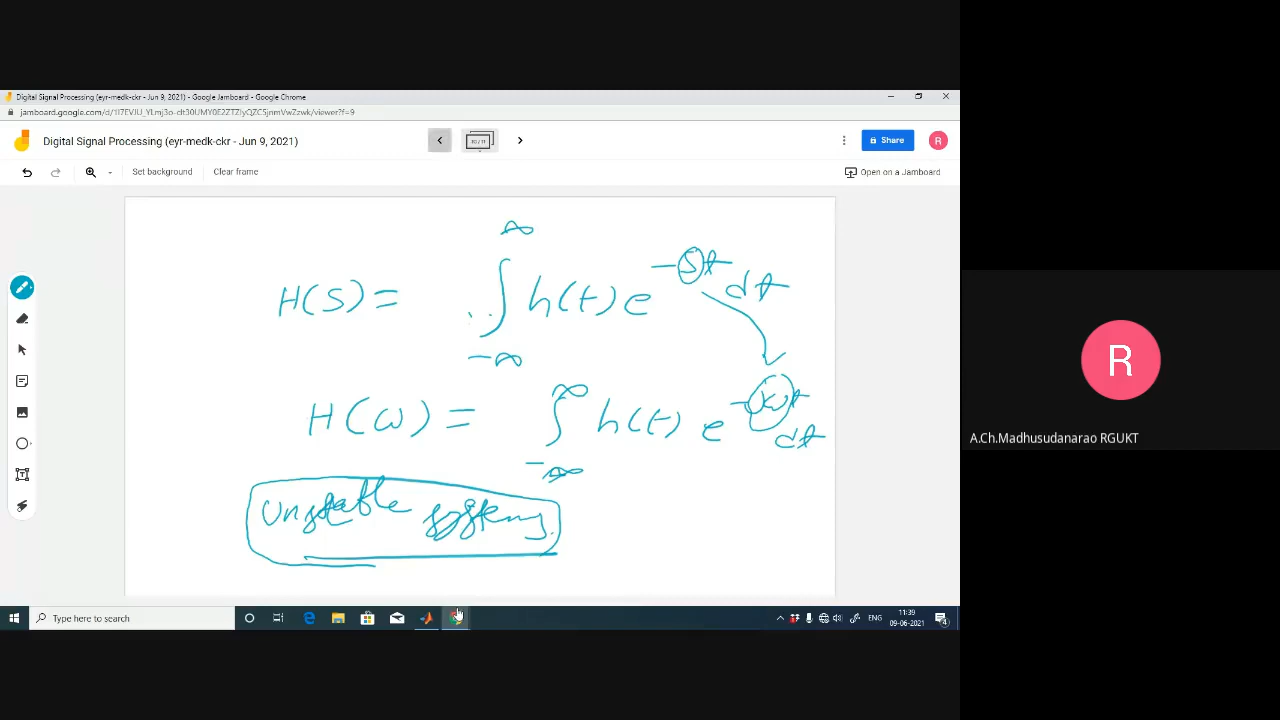 Digital Signal Processing (eyr-medk-ckr - Jun 9, 2021) - Google Jamboard - Google Chrome
Digital Signal Processing (eyr-medk-ckr - Jun 9, 2021)
Share
R
Set background
Clear frame
Open on a Jamboard
H(s) = ∫_{-∞}^{∞} h(t) e^{-st} dt
H(ω) = ∫_{-∞}^{∞} h(t) e^{-jωt} dt
Unstable systems.
R
A.Ch.Madhusudanarao RGUKT
Type here to search
ENG
11:39
09-06-2021